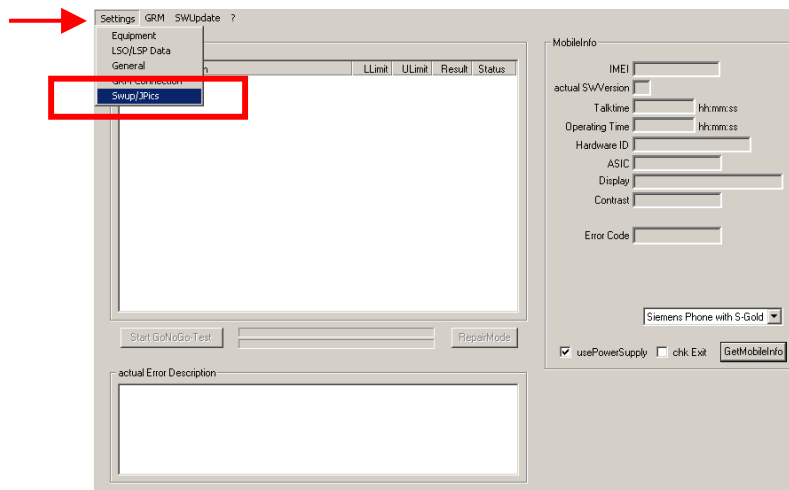 Settings GRM SWUpdate ?
Equipment
LSO/LSP Data
General
GRM Connection
Swup/JPics
LLimit ULimit Result Status
MobileInfo
IMEI
actual SWVersion
Talktime hh:mm:ss
Operating Time hh:mm:ss
Hardware ID
ASIC
Display
Contrast
Error Code
Siemens Phone with S-Gold
Start GoNoGo-Test RepairMode
usePowerSupply chk Exit GetMobileInfo
actual Error Description